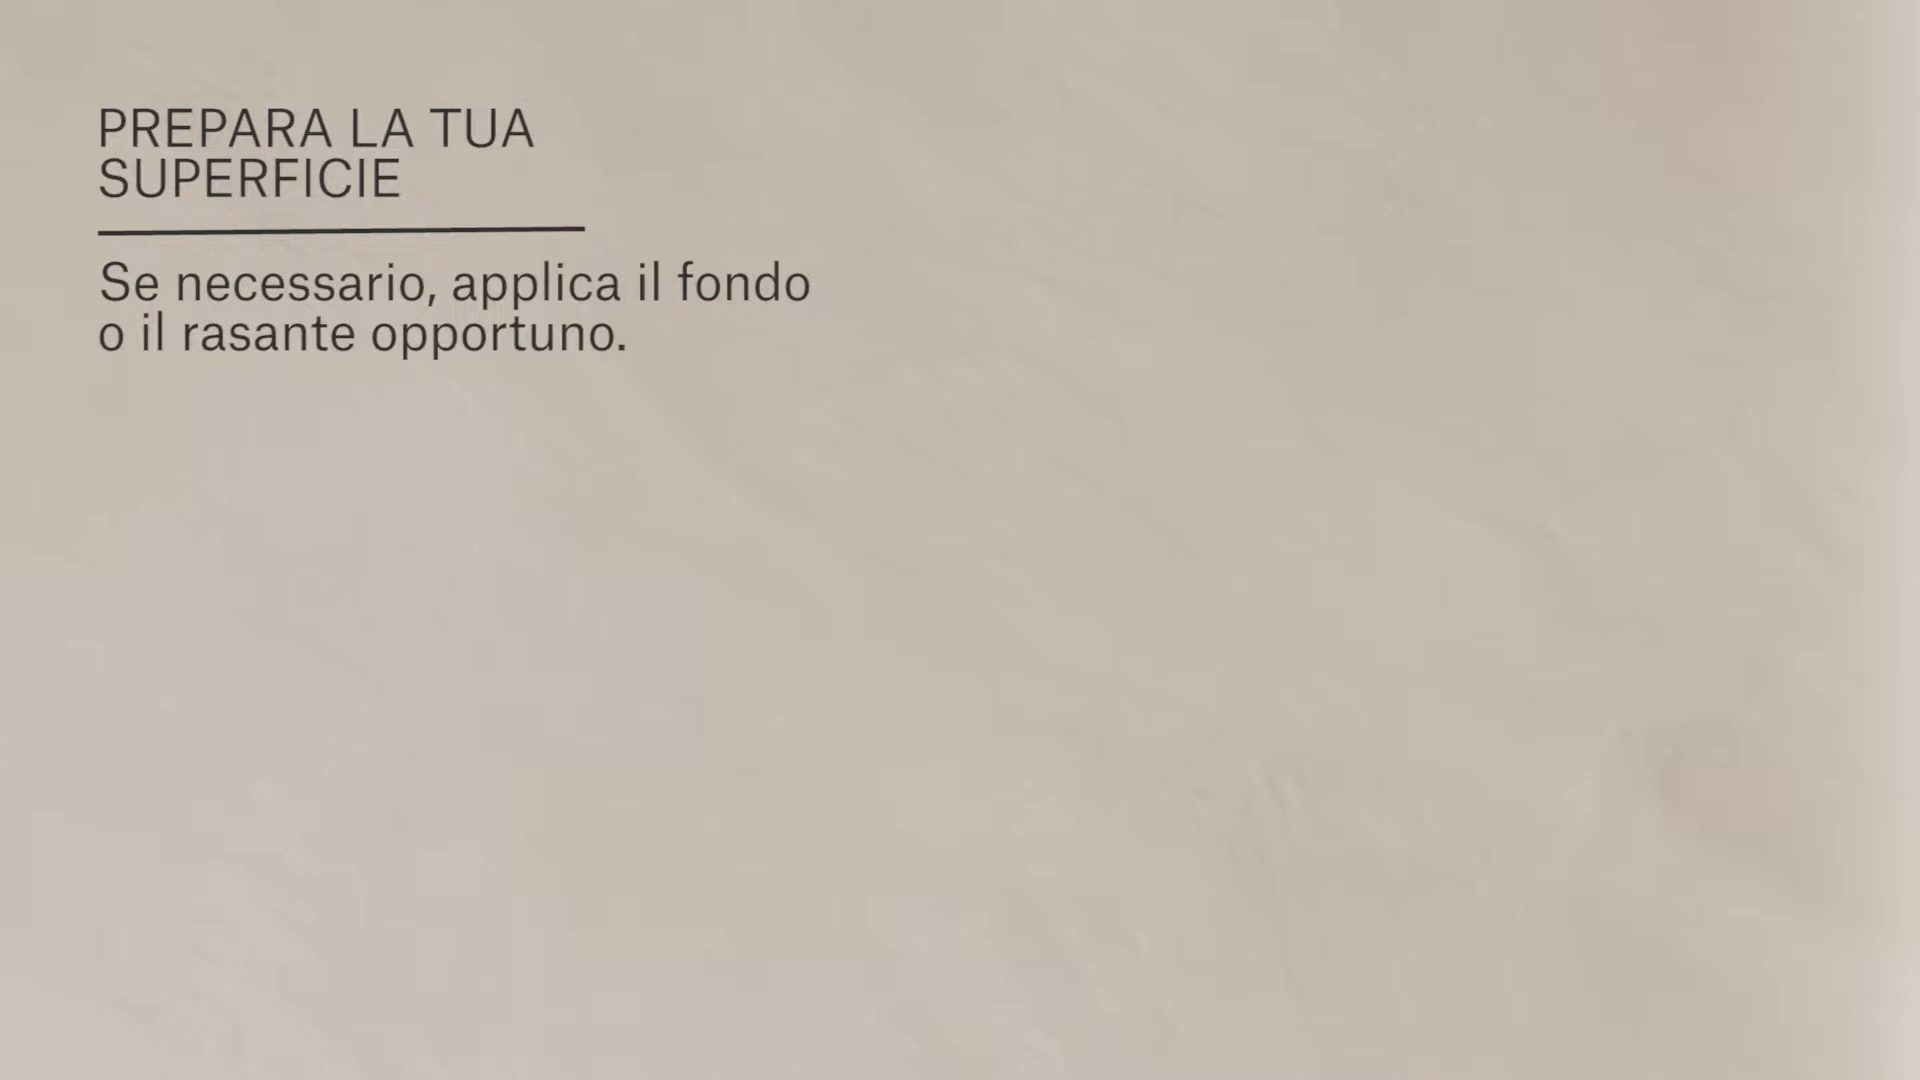 PREPARA LA TUA
SUPERFICIE
Se necessario, applica il fondo
o il rasante opportuno.